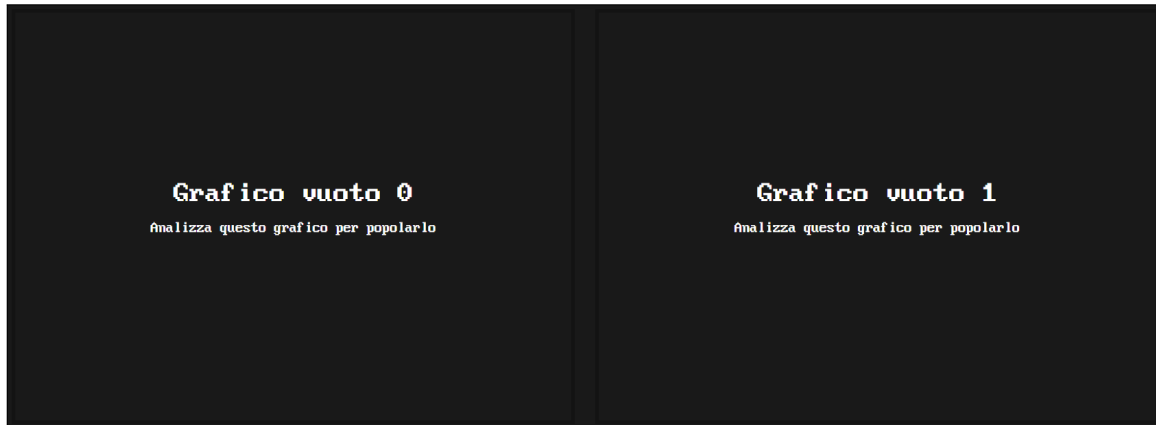 Grafico vuoto 0
Analizza questo grafico per popolarlo
Grafico vuoto 1
Analizza questo grafico per popolarlo